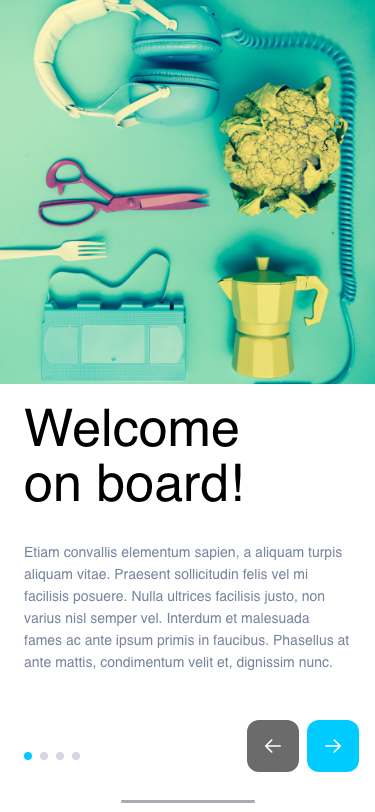 Welcome
on board!
Etiam convallis elementum sapien, a aliquam turpis
aliquam vitae. Praesent sollicitudin felis vel mi
facilisis posuere. Nulla ultrices facilisis justo, non
varius nisl semper vel. Interdum et malesuada
fames ac ante ipsum primis in faucibus. Phasellus at
ante mattis, condimentum velit et, dignissim nunc.